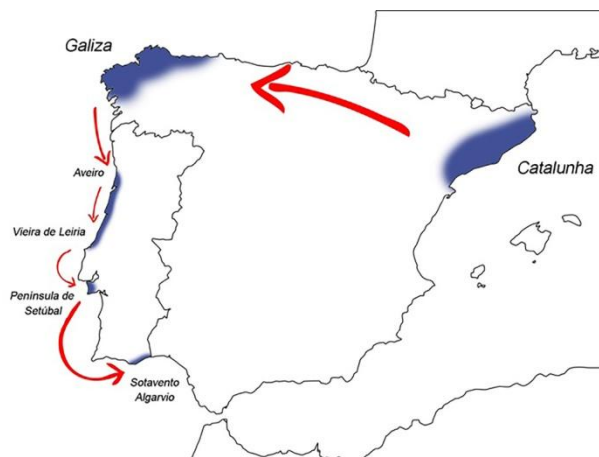 Galiza
Catalunha
Aveiro
Vieira de Leiria
Península de
Setúbal
Sotavento
Algarvio